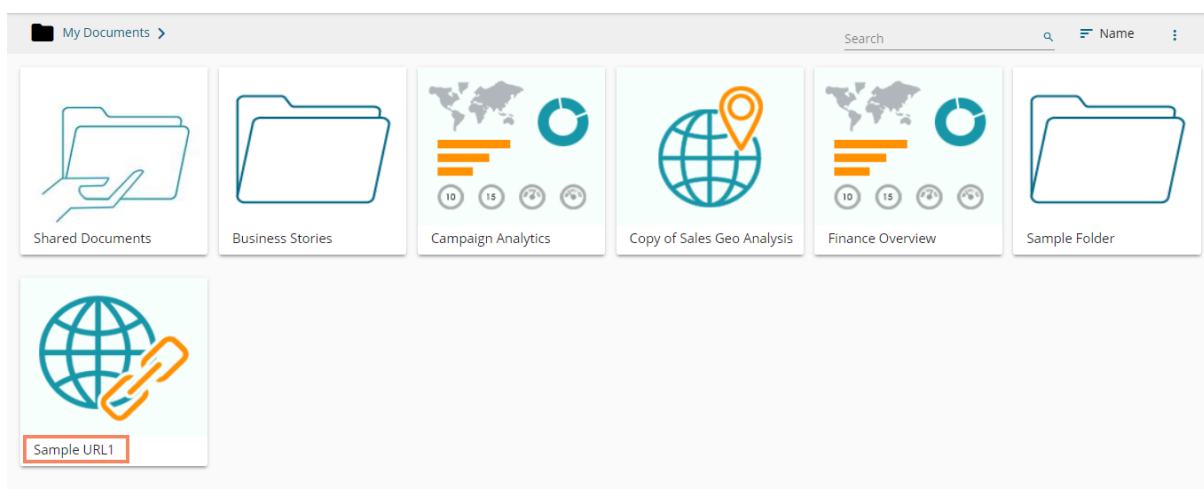 My Documents
Search
Name
10 15
10 15
Shared Documents
Business Stories
Campaign Analytics
Copy of Sales Geo Analysis
Finance Overview
Sample Folder
Sample URL1